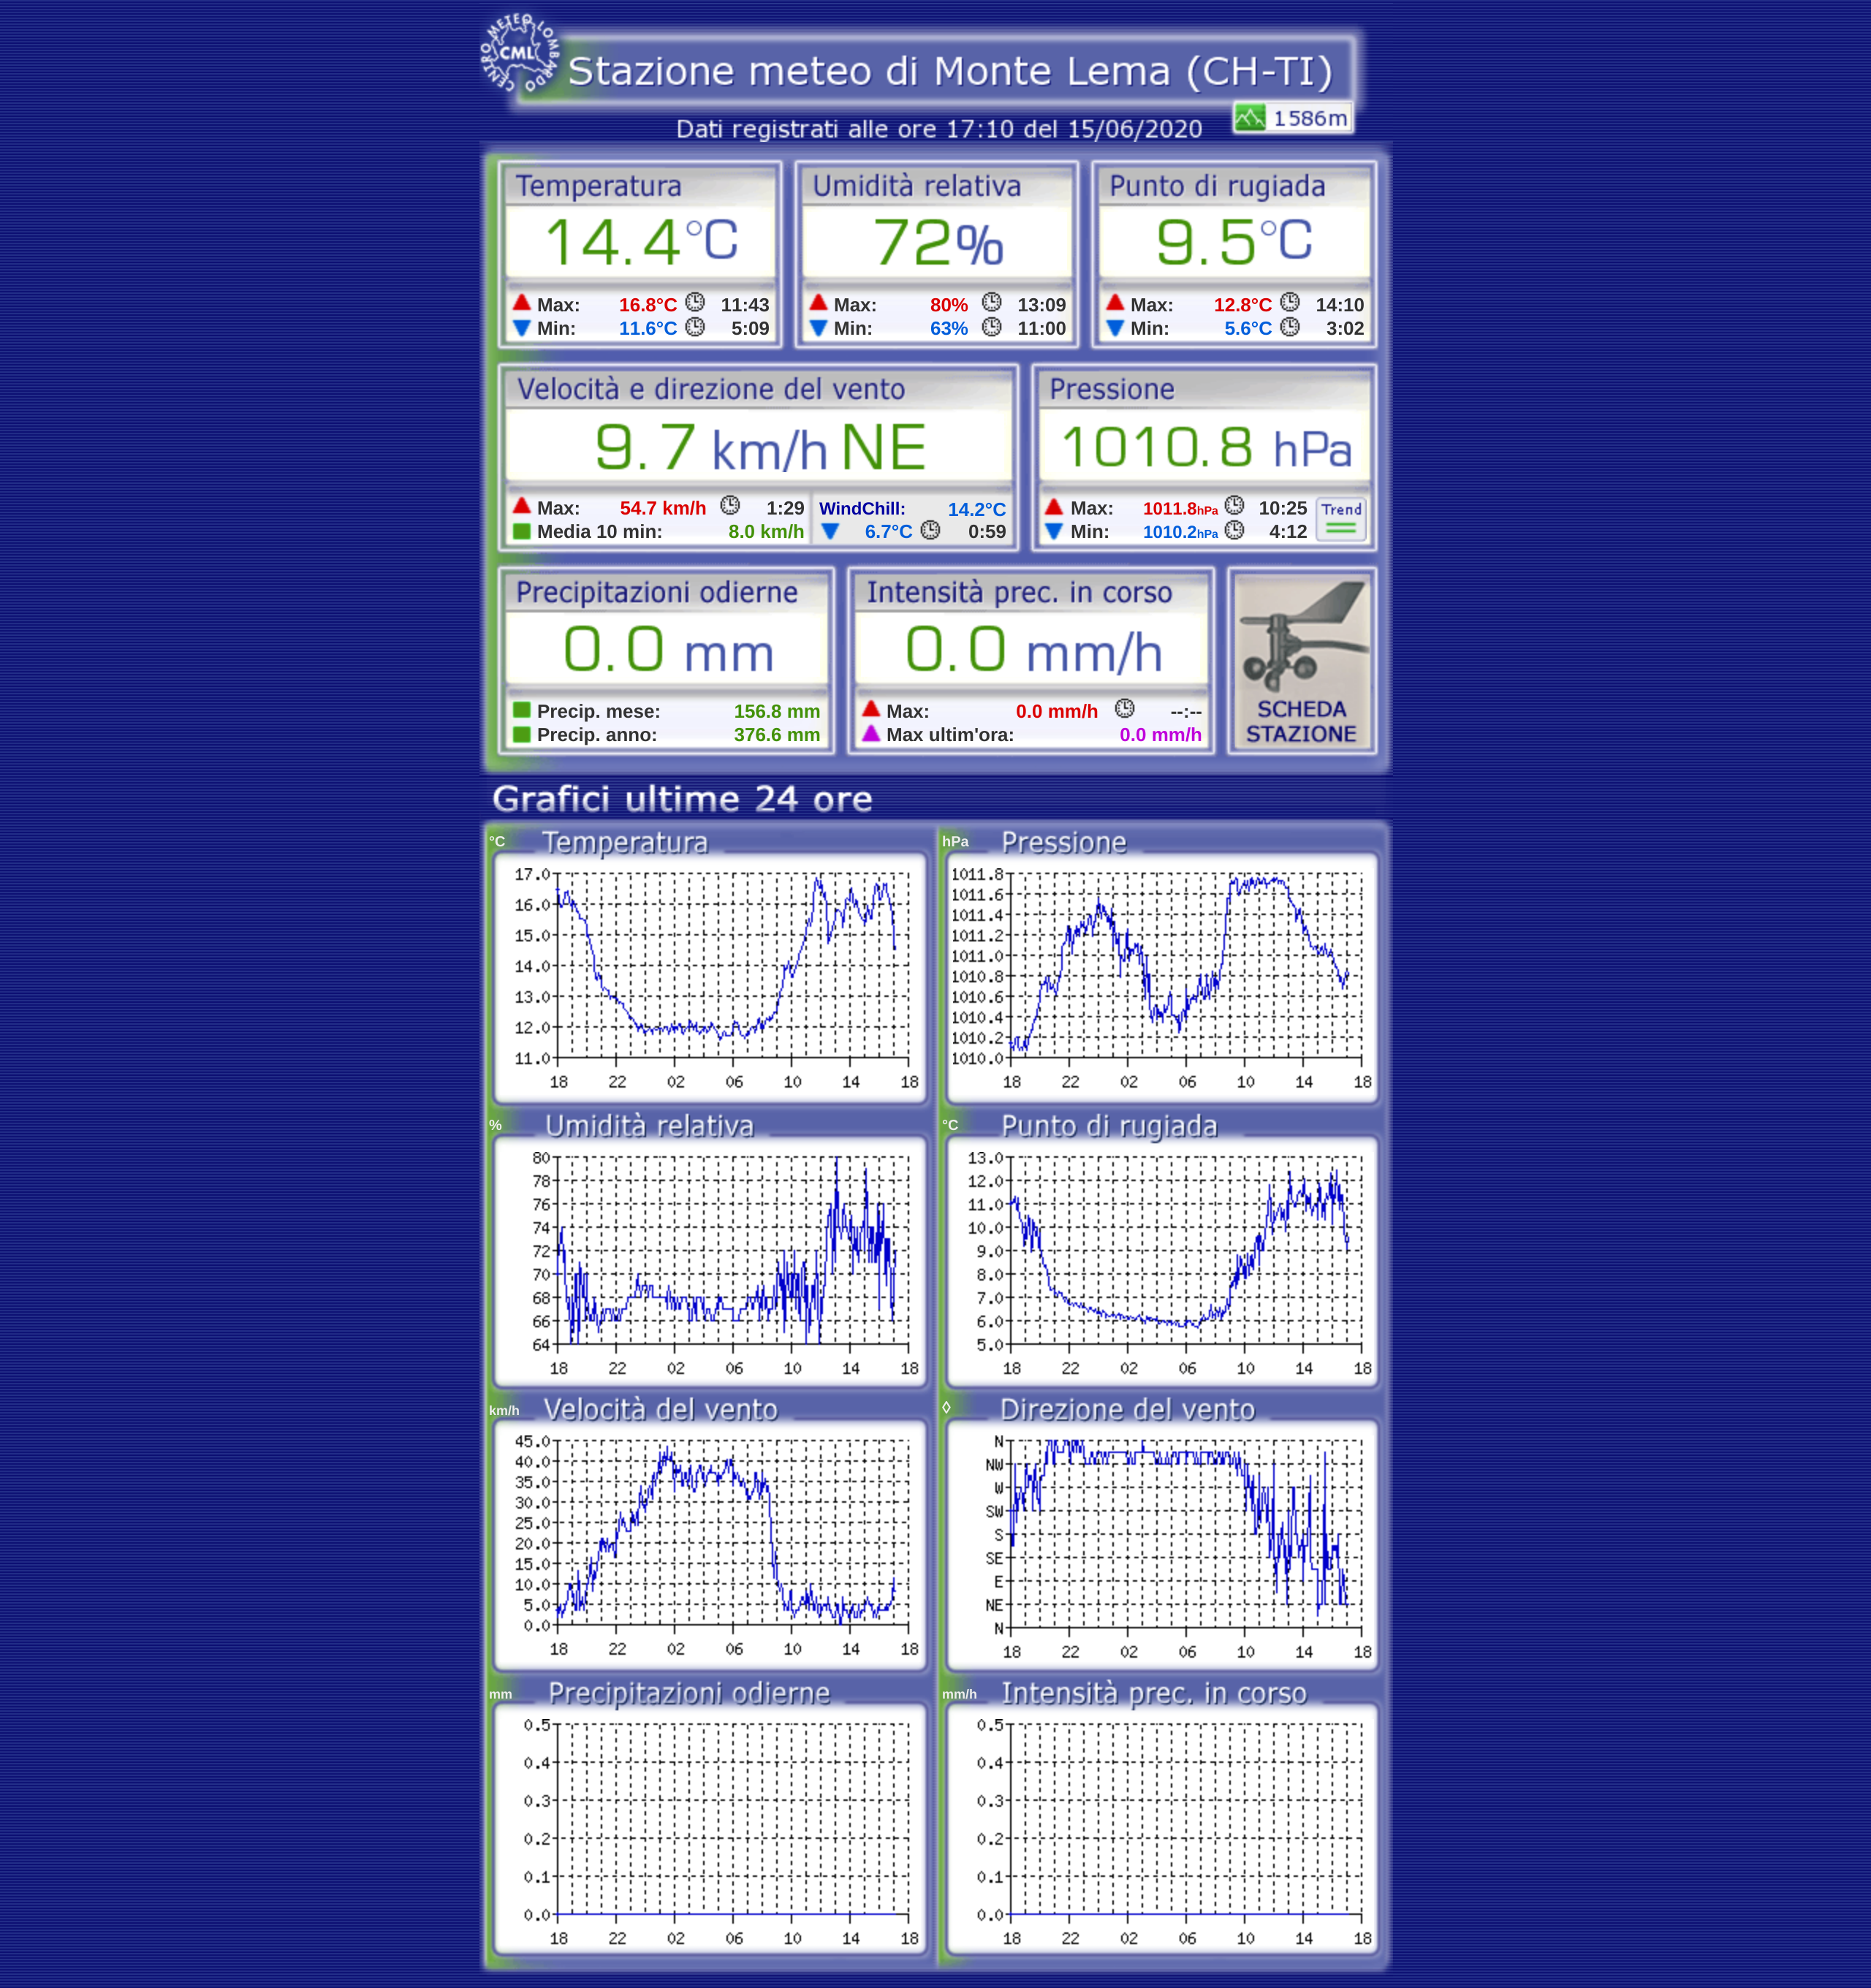 CENTRO METEO LOMBARDO
CML
Stazione meteo di Monte Lema (CH-TI)
1586m
Dati registrati alle ore 17:10 del 15/06/2020
Temperatura
14.4°C
Max: 16.8°C 11:43
Min: 11.6°C 5:09
Umidità relativa
72%
Max: 80% 13:09
Min: 63% 11:00
Punto di rugiada
9.5°C
Max: 12.8°C 14:10
Min: 5.6°C 3:02
Velocità e direzione del vento
9.7 km/h NE
Max: 54.7 km/h 1:29
Media 10 min: 8.0 km/h
WindChill: 14.2°C
6.7°C 0:59
Pressione
1010.8 hPa
Max: 1011.8hPa 10:25
Min: 1010.2hPa 4:12
Trend
Precipitazioni odierne
0.0 mm
Precip. mese: 156.8 mm
Precip. anno: 376.6 mm
Intensità prec. in corso
0.0 mm/h
Max: 0.0 mm/h --:--
Max ultim'ora: 0.0 mm/h
SCHEDA
STAZIONE
Grafici ultime 24 ore
°C Temperatura
17.0
16.0
15.0
14.0
13.0
12.0
11.0
18 22 02 06 10 14 18
hPa Pressione
1011.8
1011.6
1011.4
1011.2
1011.0
1010.8
1010.6
1010.4
1010.2
1010.0
18 22 02 06 10 14 18
% Umidità relativa
80
78
76
74
72
70
68
66
64
18 22 02 06 10 14 18
°C Punto di rugiada
13.0
12.0
11.0
10.0
9.0
8.0
7.0
6.0
5.0
18 22 02 06 10 14 18
km/h Velocità del vento
45.0
40.0
35.0
30.0
25.0
20.0
15.0
10.0
5.0
0.0
18 22 02 06 10 14 18
◊ Direzione del vento
N
NW
W
SW
S
SE
E
NE
N
18 22 02 06 10 14 18
mm Precipitazioni odierne
0.5
0.4
0.3
0.2
0.1
0.0
18 22 02 06 10 14 18
mm/h Intensità prec. in corso
0.5
0.4
0.3
0.2
0.1
0.0
18 22 02 06 10 14 18